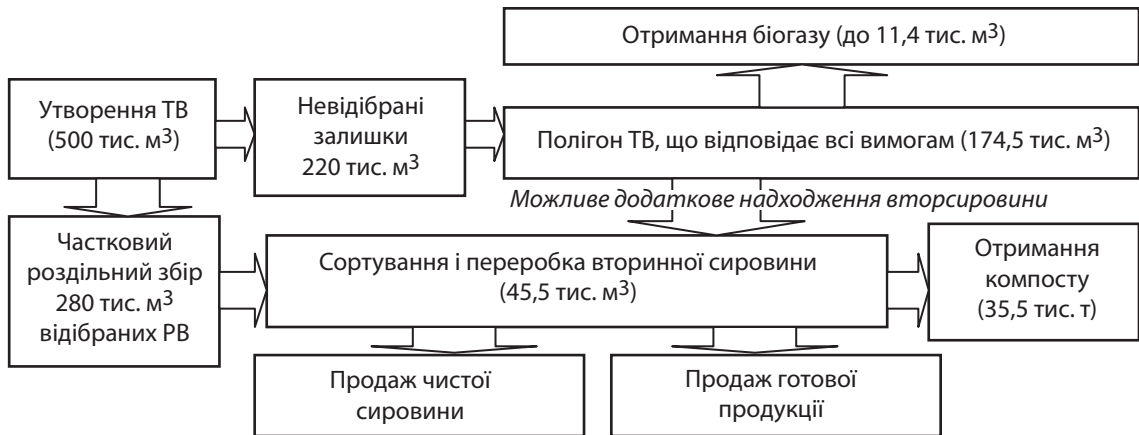 Отримання біогазу (до 11,4 тис. м³)
Утворення ТВ
(500 тис. м³)
Невідібрані
залишки
220 тис. м³
Полігон ТВ, що відповідає всі вимогам (174,5 тис. м³)
Можливе додаткове надходження вторсировини
Частковий
роздільний збір
280 тис. м³
відібраних РВ
Сортування і переробка вторинної сировини
(45,5 тис. м³)
Отримання
компосту
(35,5 тис. т)
Продаж чистої
сировини
Продаж готової
продукції